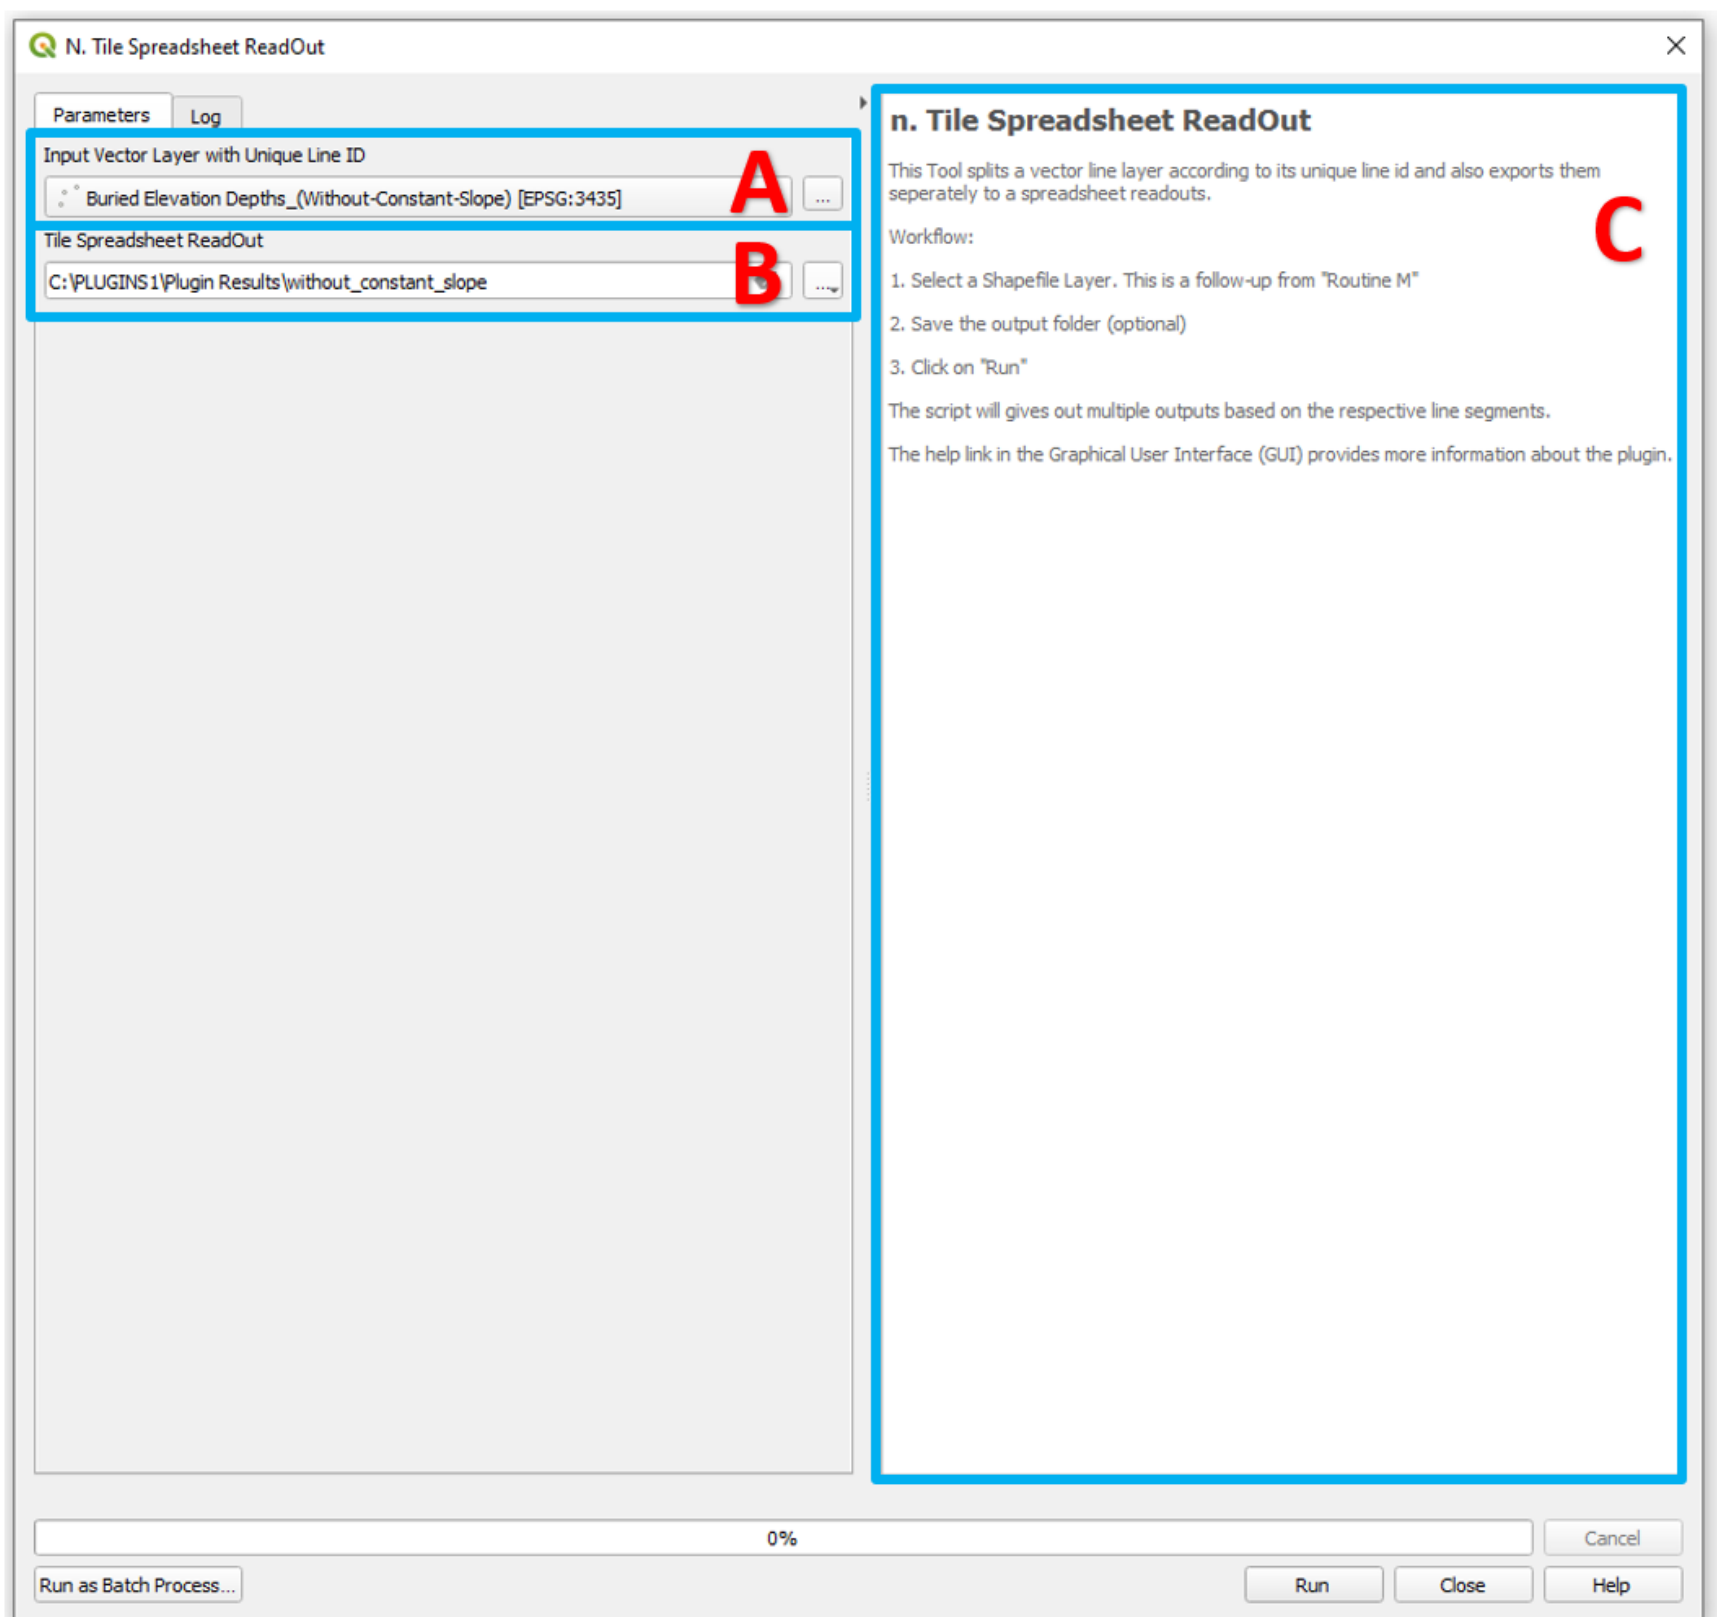 N. Tile Spreadsheet ReadOut
Parameters
Log
Input Vector Layer with Unique Line ID
A
Buried Elevation Depths_(Without-Constant-Slope) [EPSG:3435]
...
Tile Spreadsheet ReadOut
B
C:\PLUGINS1\Plugin Results\without_constant_slope
...
n. Tile Spreadsheet ReadOut
This Tool splits a vector line layer according to its unique line id and also exports them
seperately to a spreadsheet readouts.
C
Workflow:
1. Select a Shapefile Layer. This is a follow-up from "Routine M"
2. Save the output folder (optional)
3. Click on "Run"
The script will gives out multiple outputs based on the respective line segments.
The help link in the Graphical User Interface (GUI) provides more information about the plugin.
0%
Cancel
Run as Batch Process...
Run
Close
Help